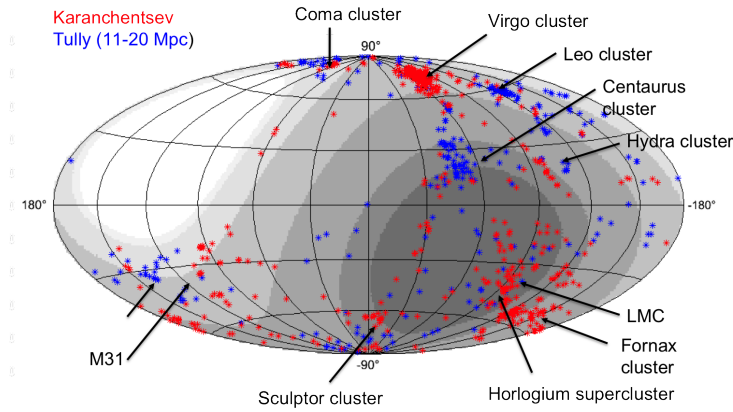 Karanchentsev
Tully (11-20 Mpc)
Coma cluster
Virgo cluster
90°
Leo cluster
Centaurus
cluster
Hydra cluster
180°
-180°
LMC
M31
-90°
Fornax
cluster
Sculptor cluster
Horlogium supercluster